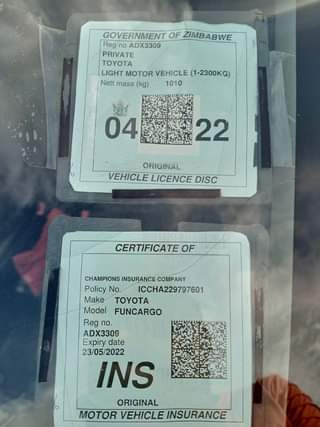 GOVERNMENT OF ZIMBABWE
Reg no ADX3309
PRIVATE
TOYOTA
LIGHT MOTOR VEHICLE (1-2300KG)
Nett mass (kg) 1010
04 22
ORIGINAL
VEHICLE LICENCE DISC
CERTIFICATE OF
CHAMPIONS INSURANCE COMPANY
Policy No. ICCHA229797601
Make TOYOTA
Model FUNCARGO
Reg no.
ADX3309
Expiry date
23/05/2022
INS
ORIGINAL
MOTOR VEHICLE INSURANCE